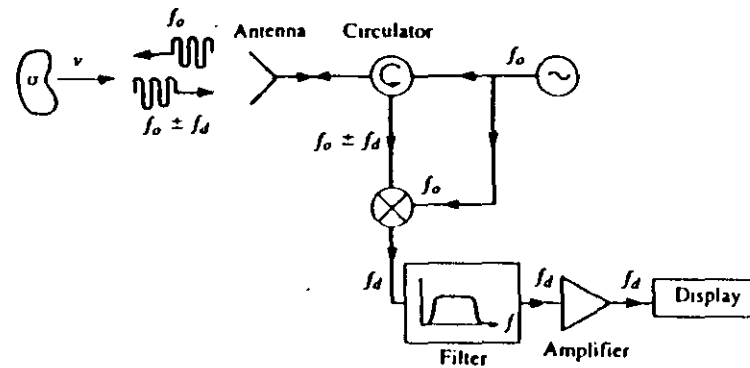 f_o
Antenna
Circulator
f_o
v
σ
f_o ± f_d
f_o ± f_d
f_o
f_d
f_d
f_d
Display
f
Filter
Amplifier